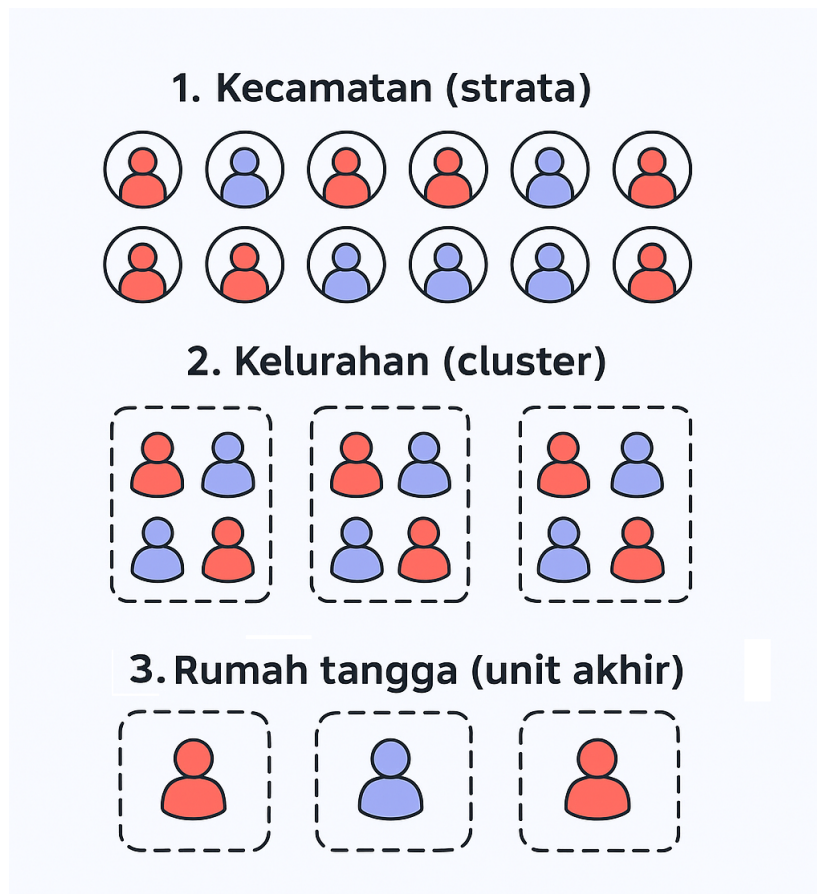 1. Kecamatan (strata)
2. Kelurahan (cluster)
3. Rumah tangga (unit akhir)